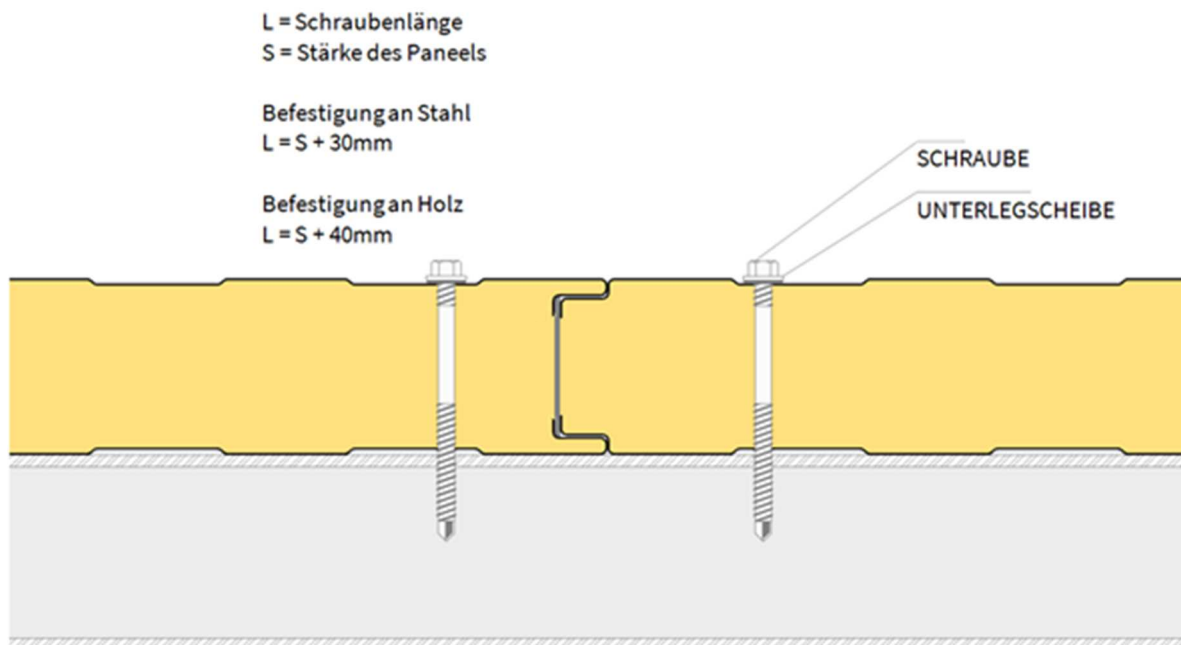 L = Schraubenlänge
S = Stärke des Paneels
Befestigung an Stahl
L = S + 30mm
Befestigung an Holz
L = S + 40mm
SCHRAUBE
UNTERLEGSCHEIBE